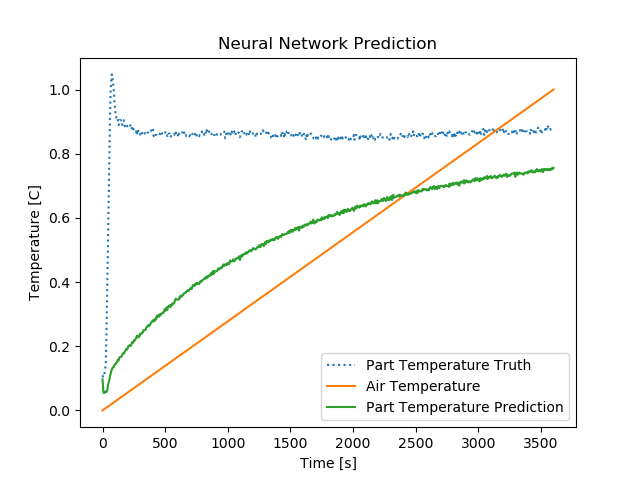 Neural Network Prediction
Temperature [C]
1.0
0.8
0.6
0.4
0.2
0.0
Part Temperature Truth
Air Temperature
Part Temperature Prediction
0 500 1000 1500 2000 2500 3000 3500
Time [s]